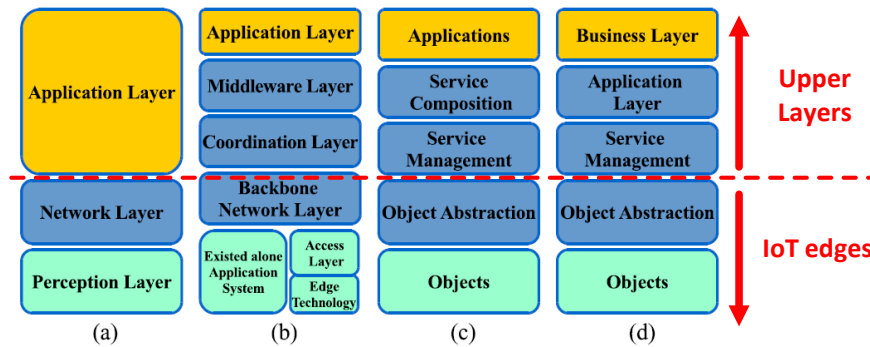 Application Layer
Network Layer
Perception Layer
(a)
Application Layer
Middleware Layer
Coordination Layer
Backbone
Network Layer
Existed alone
Application
System
Access
Layer
Edge
Technology
(b)
Applications
Service
Composition
Service
Management
Object Abstraction
Objects
(c)
Business Layer
Application
Layer
Service
Management
Object Abstraction
Objects
(d)
Upper
Layers
IoT edges